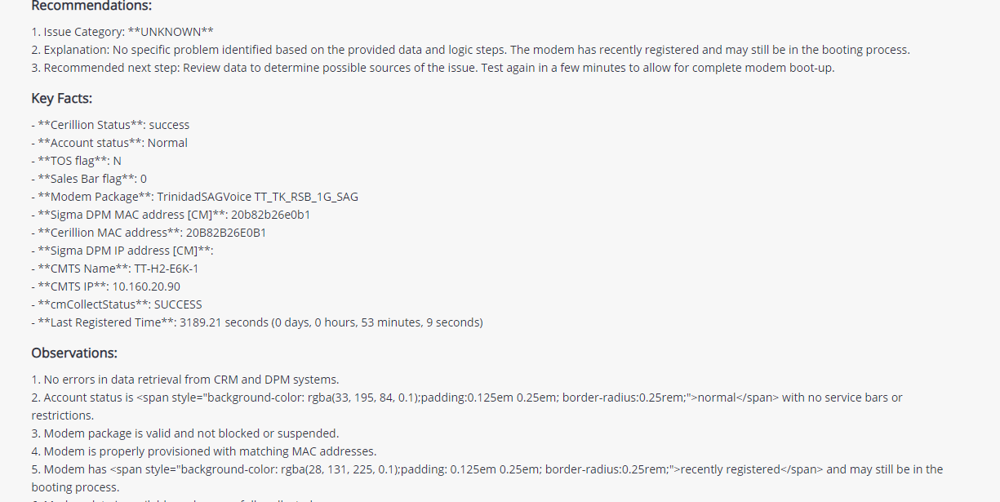 Recommendations:
1. Issue Category: **UNKNOWN**
2. Explanation: No specific problem identified based on the provided data and logic steps. The modem has recently registered and may still be in the booting process.
3. Recommended next step: Review data to determine possible sources of the issue. Test again in a few minutes to allow for complete modem boot-up.
Key Facts:
- **Cerillion Status**: success
- **Account status**: Normal
- **TOS flag**: N
- **Sales Bar flag**: 0
- **Modem Package**: TrinidadSAGVoice TT_TK_RSB_1G_SAG
- **Sigma DPM MAC address [CM]**: 20b82b26e0b1
- **Cerillion MAC address**: 20B82B26E0B1
- **Sigma DPM IP address [CM]**:
- **CMTS Name**: TT-H2-E6K-1
- **CMTS IP**: 10.160.20.90
- **cmCollectStatus**: SUCCESS
- **Last Registered Time**: 3189.21 seconds (0 days, 0 hours, 53 minutes, 9 seconds)
Observations:
1. No errors in data retrieval from CRM and DPM systems.
2. Account status is <span style="background-color: rgba(33, 195, 84, 0.1);padding:0.125em 0.25em; border-radius:0.25rem;">normal</span> with no service bars or
restrictions.
3. Modem package is valid and not blocked or suspended.
4. Modem is properly provisioned with matching MAC addresses.
5. Modem has <span style="background-color: rgba(28, 131, 225, 0.1);padding: 0.125em 0.25em; border-radius:0.25rem;">recently registered</span> and may still be in the
booting process.